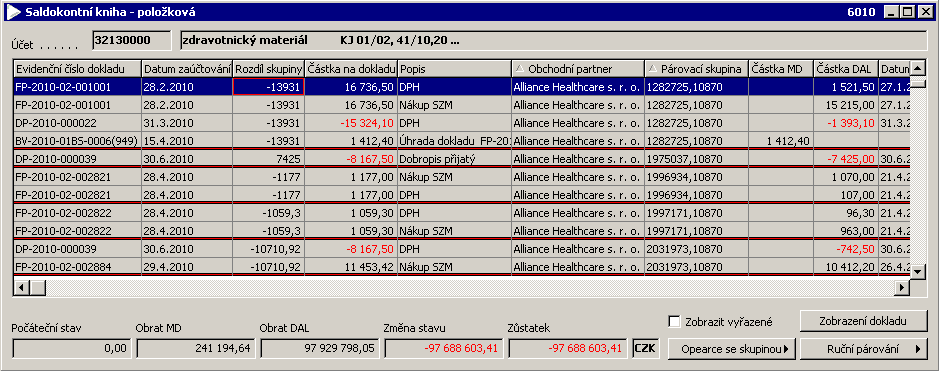 Saldokontní kniha - položková 6010
Účet . . . . . . 32130000 zdravotnický materiál KJ 01/02, 41/10,20 ...
Evidenční číslo dokladu Datum zaúčtování Rozdíl skupiny Částka na dokladu Popis Obchodní partner Párovací skupina Částka MD Částka DAL Datum
FP-2010-02-001001 28.2.2010 -13931 16 736,50 DPH Alliance Healthcare s. r. o. 1282725,10870 1 521,50 27.1.2
FP-2010-02-001001 28.2.2010 -13931 16 736,50 Nákup SZM Alliance Healthcare s. r. o. 1282725,10870 15 215,00 27.1.2
DP-2010-000022 31.3.2010 -13931 -15 324,10 DPH Alliance Healthcare s. r. o. 1282725,10870 -1 393,10 31.3.2
BV-2010-01BS-0006(949) 15.4.2010 -13931 1 412,40 Úhrada dokladu FP-201 Alliance Healthcare s. r. o. 1282725,10870 1 412,40
DP-2010-000039 30.6.2010 7425 -8 167,50 Dobropis přijatý Alliance Healthcare s. r. o. 1975037,10870 -7 425,00 30.6.2
FP-2010-02-002821 28.4.2010 -1177 1 177,00 Nákup SZM Alliance Healthcare s. r. o. 1996934,10870 1 070,00 21.4.2
FP-2010-02-002821 28.4.2010 -1177 1 177,00 DPH Alliance Healthcare s. r. o. 1996934,10870 107,00 21.4.2
FP-2010-02-002822 28.4.2010 -1059,3 1 059,30 DPH Alliance Healthcare s. r. o. 1997171,10870 96,30 21.4.2
FP-2010-02-002822 28.4.2010 -1059,3 1 059,30 Nákup SZM Alliance Healthcare s. r. o. 1997171,10870 963,00 21.4.2
DP-2010-000039 30.6.2010 -10710,92 -8 167,50 DPH Alliance Healthcare s. r. o. 2031973,10870 -742,50 30.6.2
FP-2010-02-002884 29.4.2010 -10710,92 11 453,42 Nákup SZM Alliance Healthcare s. r. o. 2031973,10870 10 412,20 26.4.2
Počáteční stav Obrat MD Obrat DAL Změna stavu Zůstatek Zobrazit vyřazené Zobrazení dokladu
0,00 241 194,64 97 929 798,05 -97 688 603,41 -97 688 603,41 CZK Opearce se skupinou Ruční párování